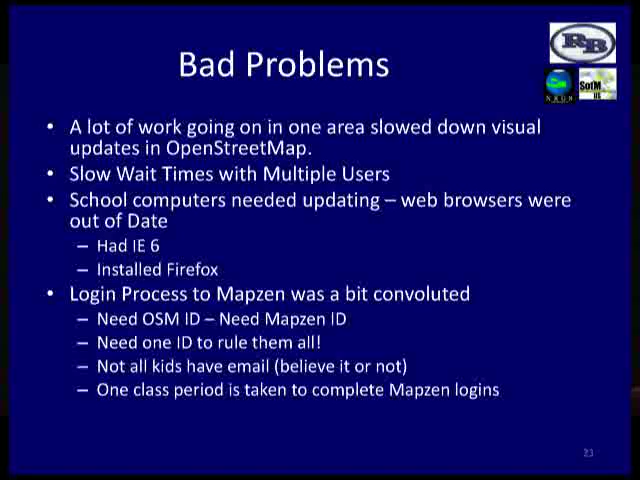 Bad Problems
RB
SotM
US
• A lot of work going on in one area slowed down visual
updates in OpenStreetMap.
• Slow Wait Times with Multiple Users
• School computers needed updating – web browsers were
out of Date
– Had IE 6
– Installed Firefox
• Login Process to Mapzen was a bit convoluted
– Need OSM ID – Need Mapzen ID
– Need one ID to rule them all!
– Not all kids have email (believe it or not)
– One class period is taken to complete Mapzen logins
23